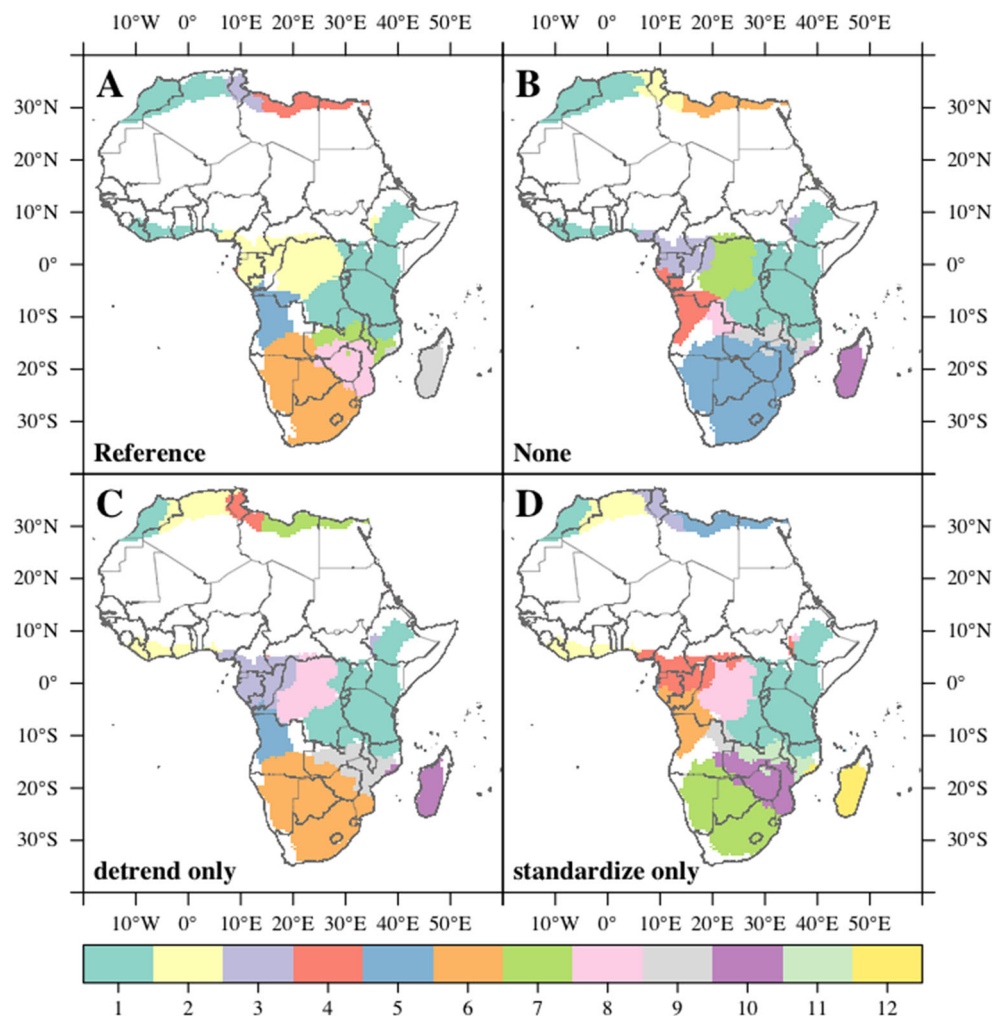 10°W 0° 10°E 20°E 30°E 40°E 50°E 10°W 0° 10°E 20°E 30°E 40°E 50°E
A B
30°N 30°N
20°N 20°N
10°N 10°N
0° 0°
10°S 10°S
20°S 20°S
30°S 30°S
Reference None
C D
30°N 30°N
20°N 20°N
10°N 10°N
0° 0°
10°S 10°S
20°S 20°S
30°S 30°S
detrend only standardize only
10°W 0° 10°E 20°E 30°E 40°E 50°E 10°W 0° 10°E 20°E 30°E 40°E 50°E
1 2 3 4 5 6 7 8 9 10 11 12